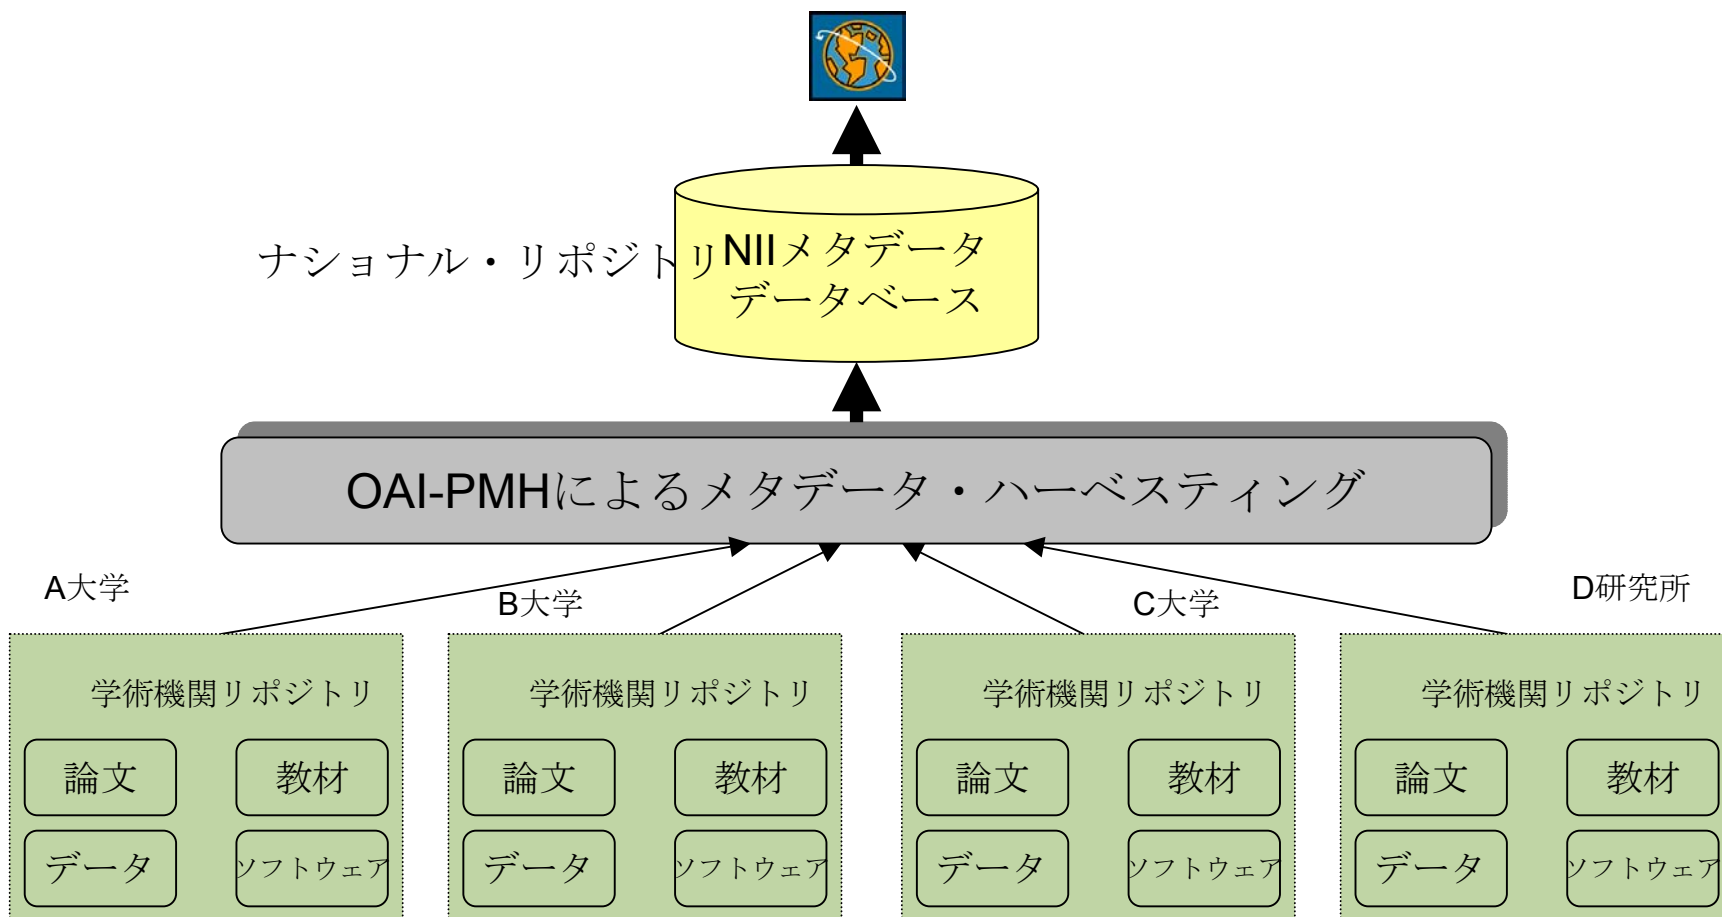 ナショナル・リポジトリ
NIIメタデータ
データベース
OAI-PMHによるメタデータ・ハーベスティング
A大学
B大学
C大学
D研究所
学術機関リポジトリ
論文
教材
データ
ソフトウェア
学術機関リポジトリ
論文
教材
データ
ソフトウェア
学術機関リポジトリ
論文
教材
データ
ソフトウェア
学術機関リポジトリ
論文
教材
データ
ソフトウェア